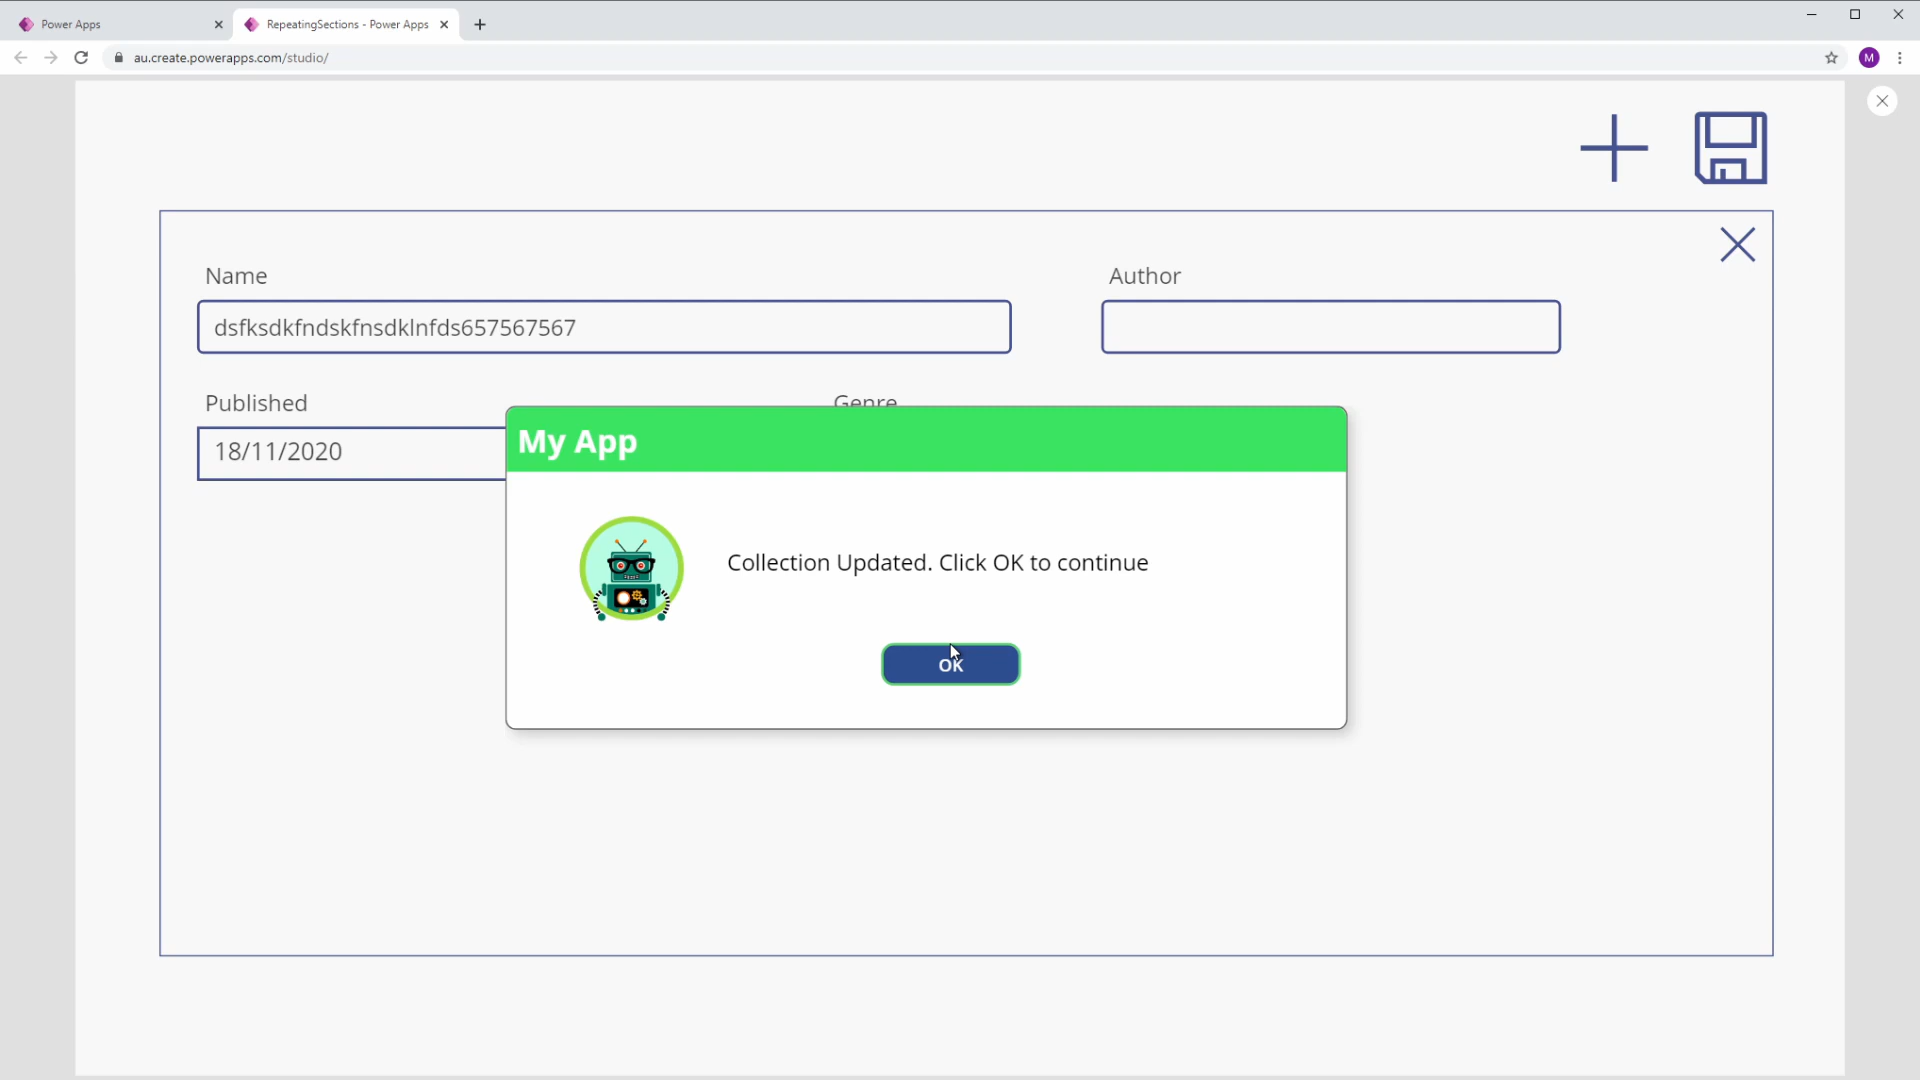 Power Apps
RepeatingSections - Power Apps
au.create.powerapps.com/studio/
M
Name
Author
dsfksdkfndskfnsdklnfds657567567
Published
Genre
18/11/2020
My App
Collection Updated. Click OK to continue
OK